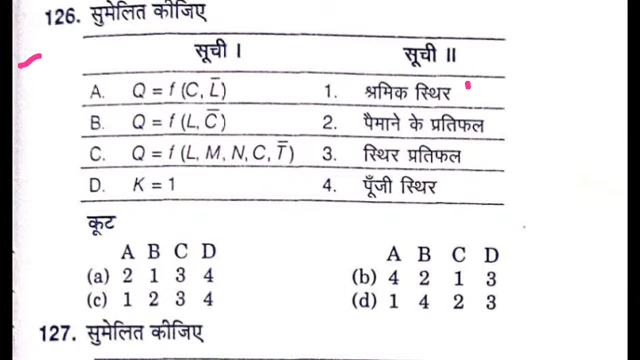 126. सुमेलित कीजिए
सूची I सूची II
A. Q = f (C, L̅) 1. श्रमिक स्थिर
B. Q = f (L, C̅) 2. पैमाने के प्रतिफल
C. Q = f (L, M, N, C, T̅) 3. स्थिर प्रतिफल
D. K = 1 4. पूँजी स्थिर
कूट
A B C D A B C D
(a) 2 1 3 4 (b) 4 2 1 3
(c) 1 2 3 4 (d) 1 4 2 3
127. सुमेलित कीजिए